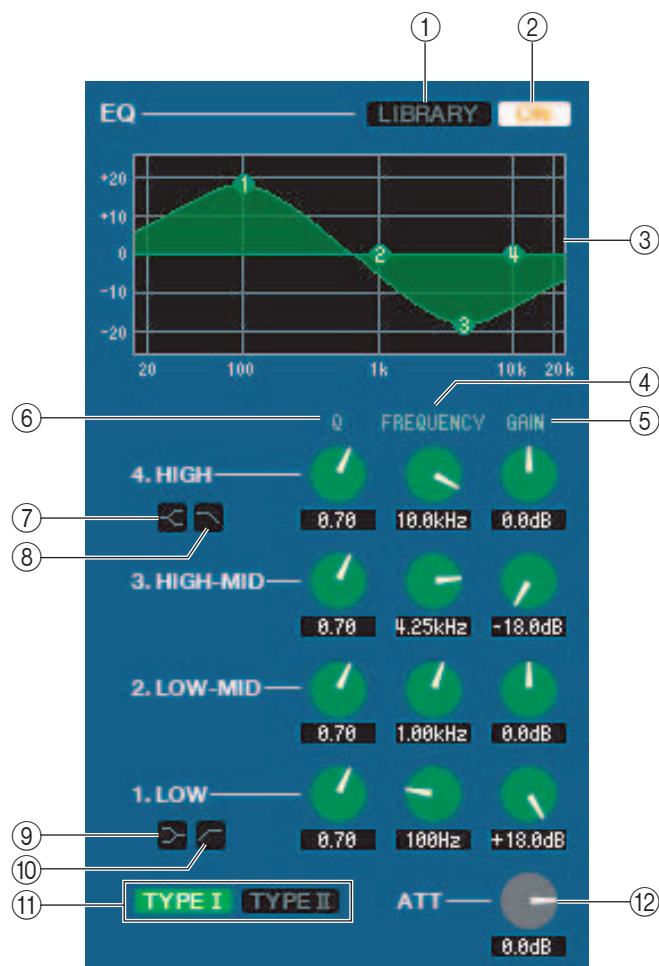 ① ②
EQ LIBRARY ON
+20
+10
0
-10
-20
1 2 3 4
20 100 1k 10k 20k
③
④
⑤
⑥
Q FREQUENCY GAIN
4. HIGH
0.70 10.0kHz 0.0dB
⑦
⑧
3. HIGH-MID
0.70 4.25kHz -18.0dB
2. LOW-MID
0.70 1.00kHz 0.0dB
1. LOW
0.70 100Hz +18.0dB
⑨
⑩
⑪ TYPE I TYPE II ATT ⑫
0.0dB